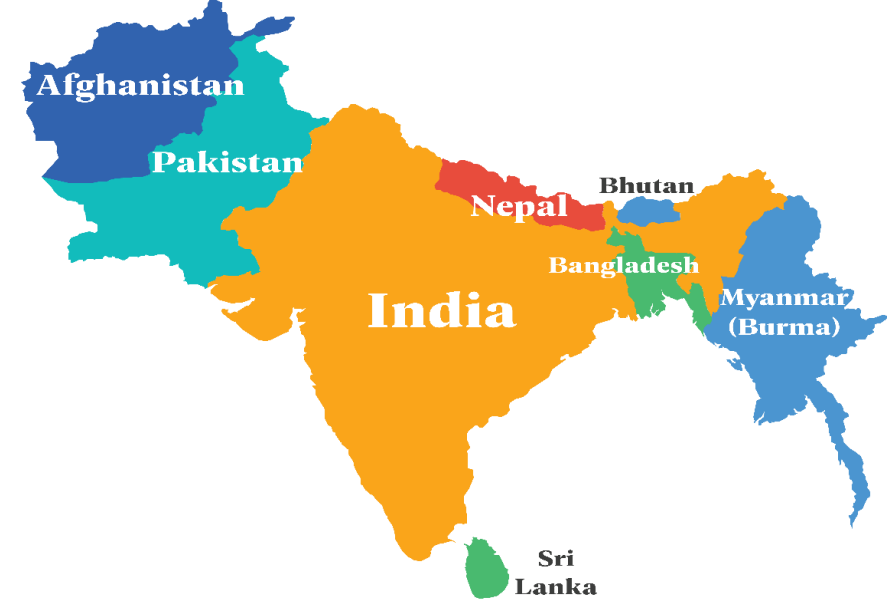 Afghanistan
Pakistan
Bhutan
Nepal
Bangladesh
India
Myanmar
(Burma)
Sri
Lanka